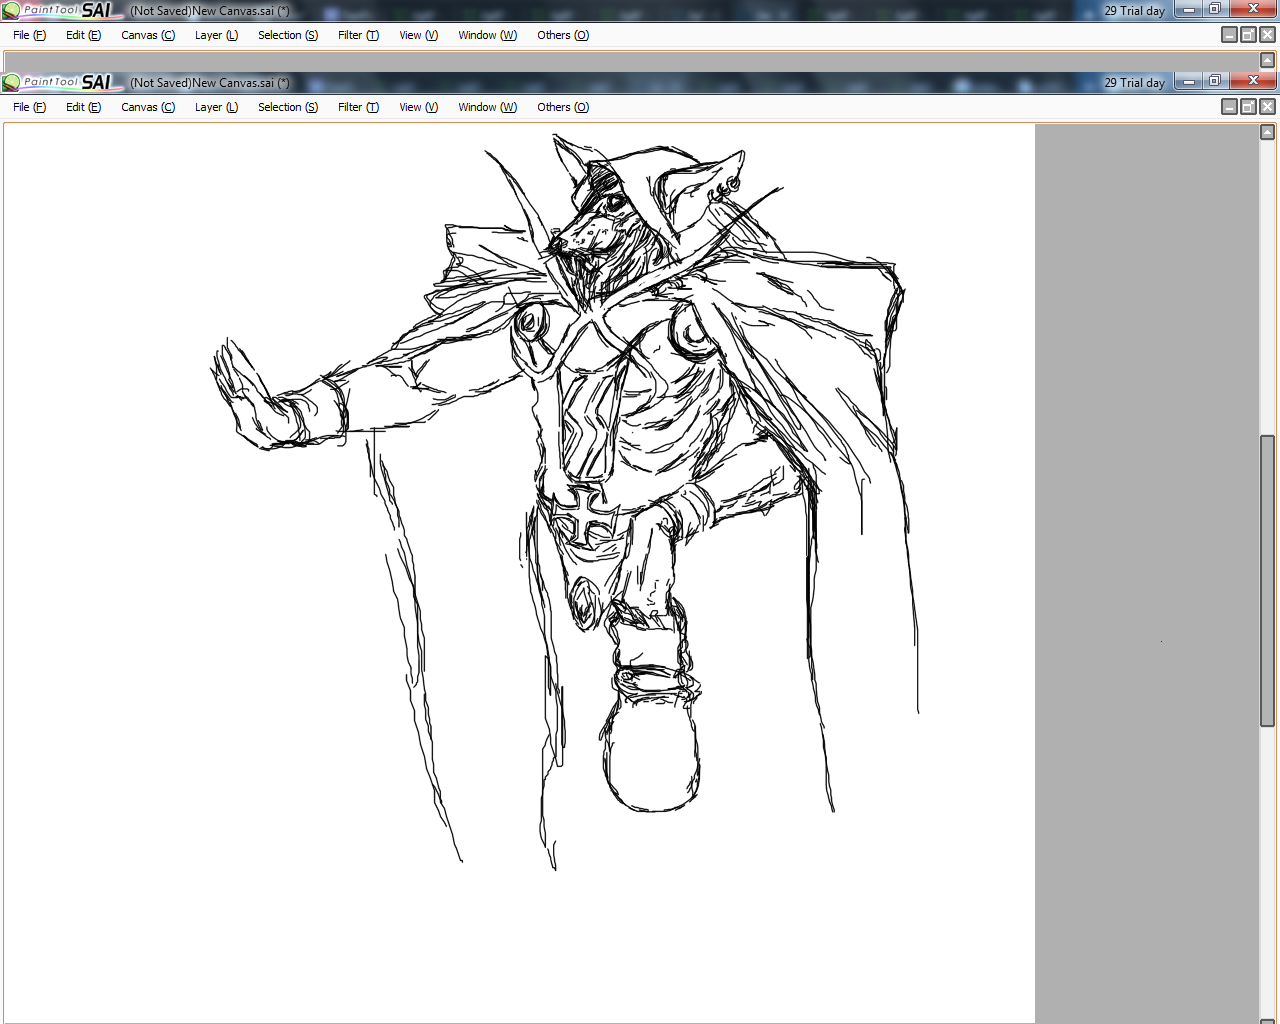 PaintTool SAI (Not Saved)New Canvas.sai (*) 29 Trial day
File (F) Edit (E) Canvas (C) Layer (L) Selection (S) Filter (T) View (V) Window (W) Others (O)
PaintTool SAI (Not Saved)New Canvas.sai (*) 29 Trial day
File (F) Edit (E) Canvas (C) Layer (L) Selection (S) Filter (T) View (V) Window (W) Others (O)